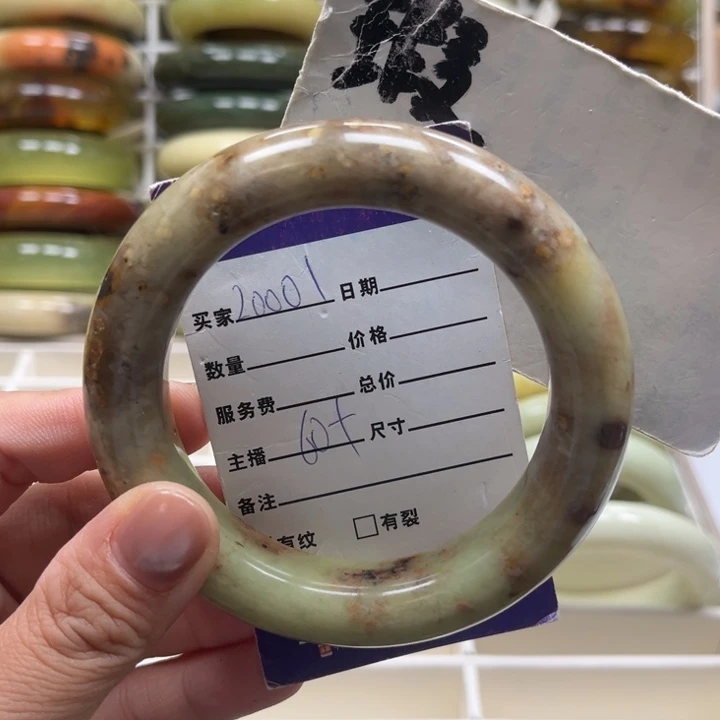 买家 20001 日期
数量 价格
服务费 总价
主播 60+ 尺寸
备注
有纹 □有裂